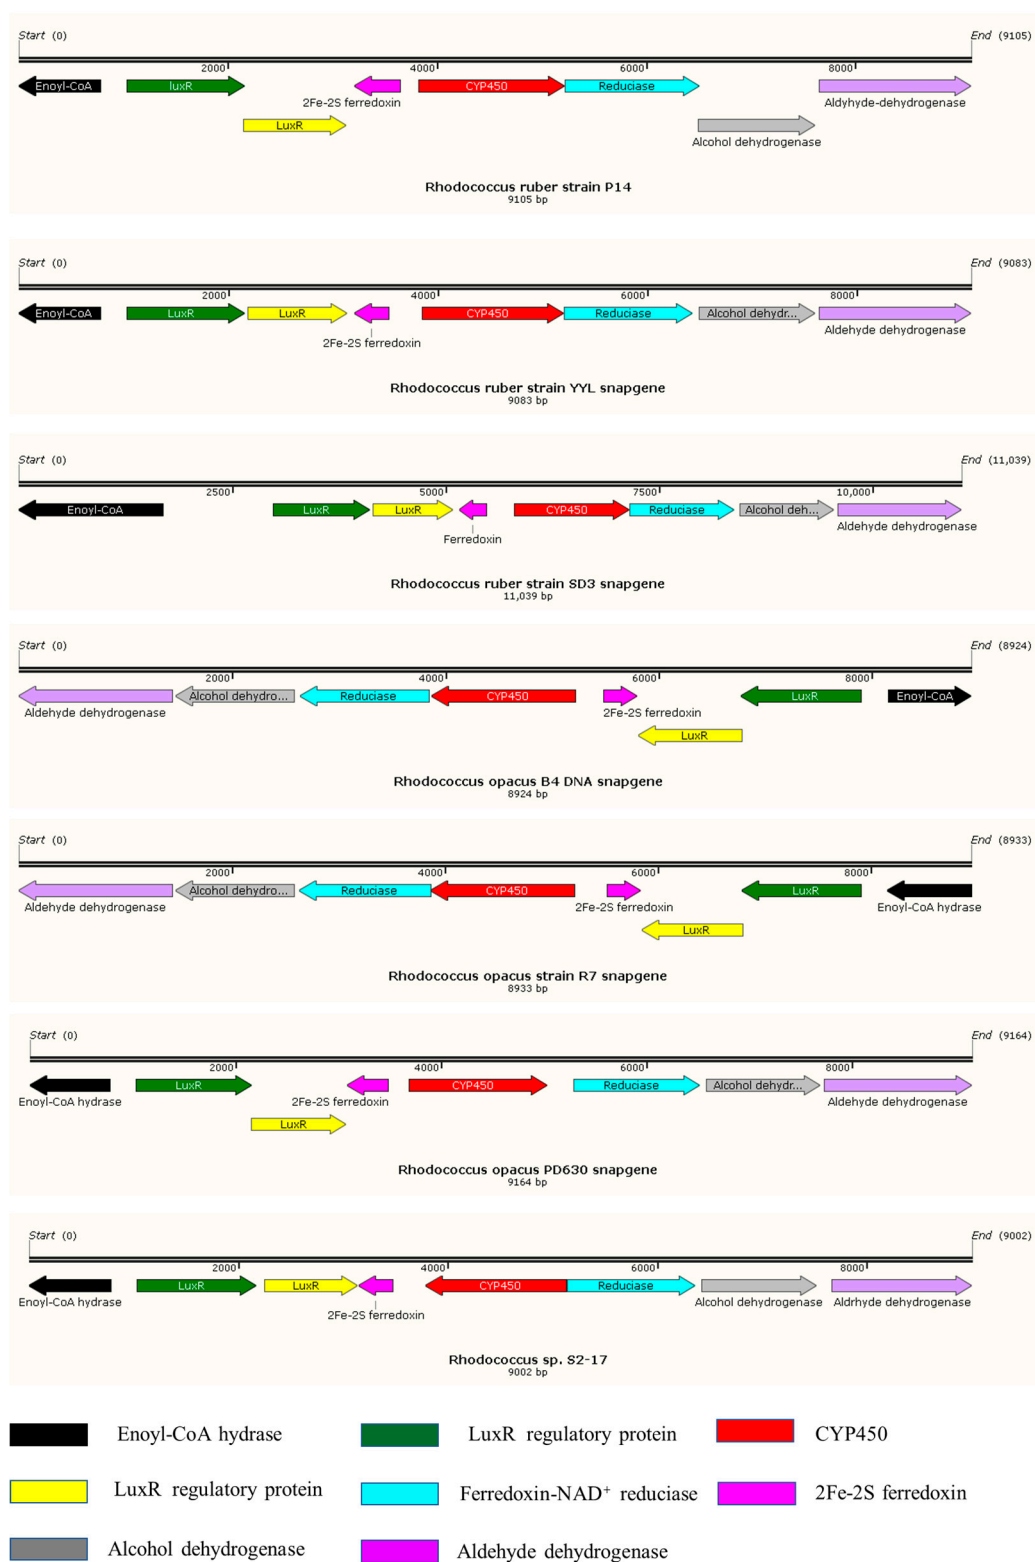 Start (0) End (9105)
2000 4000 6000 8000
Enoyl-CoA luxR CYP450 Reduciase
2Fe-2S ferredoxin Aldyhyde-dehydrogenase
LuxR
Alcohol dehydrogenase
Rhodococcus ruber strain P14
9105 bp
Start (0) End (9083)
2000 4000 6000 8000
Enoyl-CoA LuxR LuxR CYP450 Reduciase Alcohol dehydr...
Aldehyde dehydrogenase
2Fe-2S ferredoxin
Rhodococcus ruber strain YYL snapgene
9083 bp
Start (0) End (11,039)
2500 5000 7500 10,000
Enoyl-CoA LuxR LuxR CYP450 Reduciase Alcohol deh...
Aldehyde dehydrogenase
Ferredoxin
Rhodococcus ruber strain SD3 snapgene
11,039 bp
Start (0) End (8924)
2000 4000 6000 8000
Alcohol dehydro... Reduciase CYP450 LuxR Enoyl-CoA
Aldehyde dehydrogenase 2Fe-2S ferredoxin
LuxR
Rhodococcus opacus B4 DNA snapgene
8924 bp
Start (0) End (8933)
2000 4000 6000 8000
Alcohol dehydro... Reduciase CYP450 LuxR
Aldehyde dehydrogenase 2Fe-2S ferredoxin Enoyl-CoA hydrase
LuxR
Rhodococcus opacus strain R7 snapgene
8933 bp
Start (0) End (9164)
2000 4000 6000 8000
LuxR CYP450 Reduciase Alcohol dehydr...
Enoyl-CoA hydrase 2Fe-2S ferredoxin Aldehyde dehydrogenase
LuxR
Rhodococcus opacus PD630 snapgene
9164 bp
Start (0) End (9002)
2000 4000 6000 8000
LuxR LuxR CYP450 Reduciase
Enoyl-CoA hydrase Alcohol dehydrogenase Aldrhyde dehydrogenase
2Fe-2S ferredoxin
Rhodococcus sp. S2-17
9002 bp
Enoyl-CoA hydrase LuxR regulatory protein CYP450
LuxR regulatory protein Ferredoxin-NAD⁺ reduciase 2Fe-2S ferredoxin
Alcohol dehydrogenase Aldehyde dehydrogenase